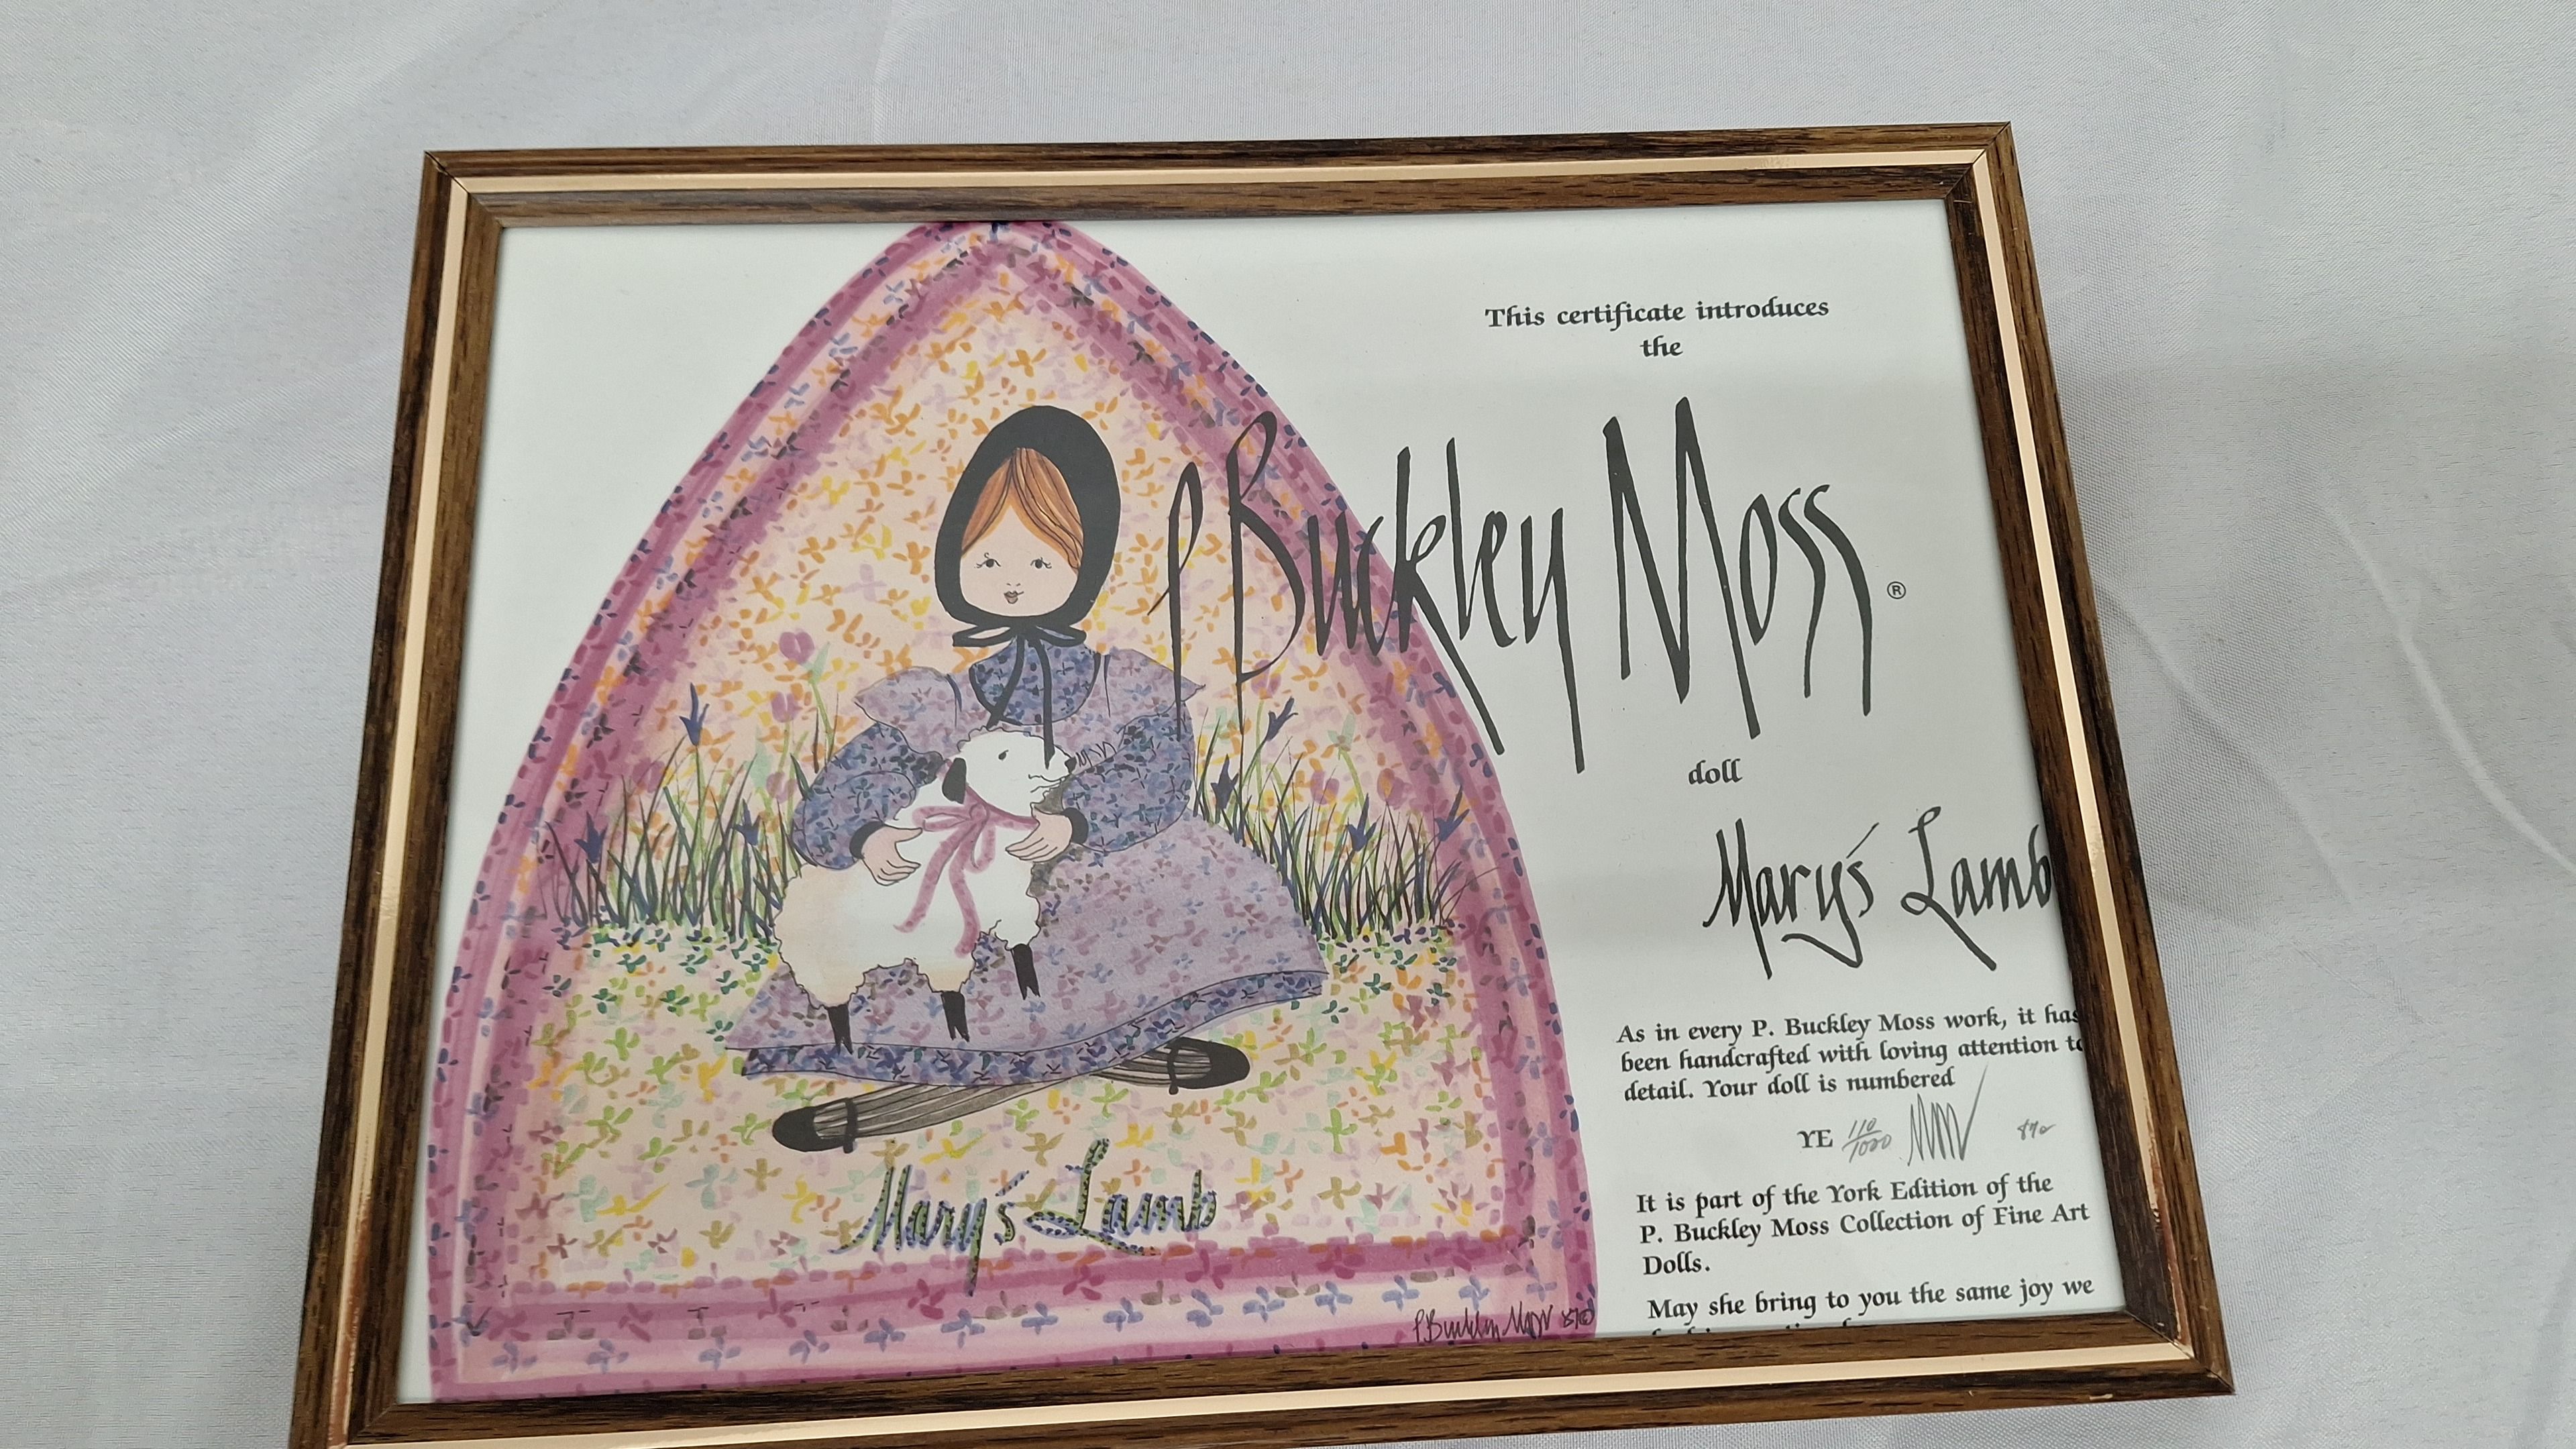 This certificate introduces
the
P Buckley Moss ®
doll
Mary's Lamb
As in every P. Buckley Moss work, it has
been handcrafted with loving attention to
detail. Your doll is numbered
YE 110/1000
It is part of the York Edition of the
P. Buckley Moss Collection of Fine Art
Dolls.
May she bring to you the same joy we
Mary's Lamb
P. Buckley Moss